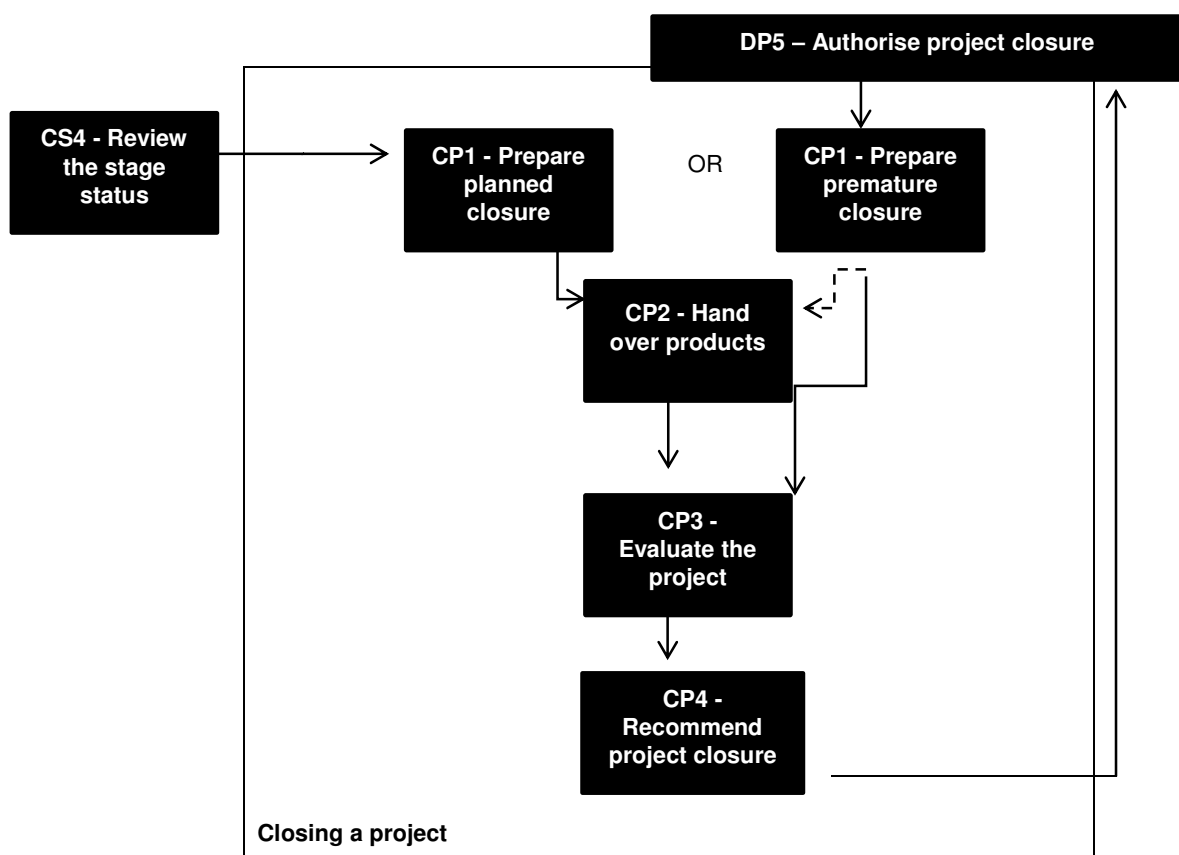 DP5 – Authorise project closure
CS4 - Review
the stage
status
CP1 - Prepare
planned
closure
OR
CP1 - Prepare
premature
closure
CP2 - Hand
over products
CP3 -
Evaluate the
project
CP4 -
Recommend
project closure
Closing a project